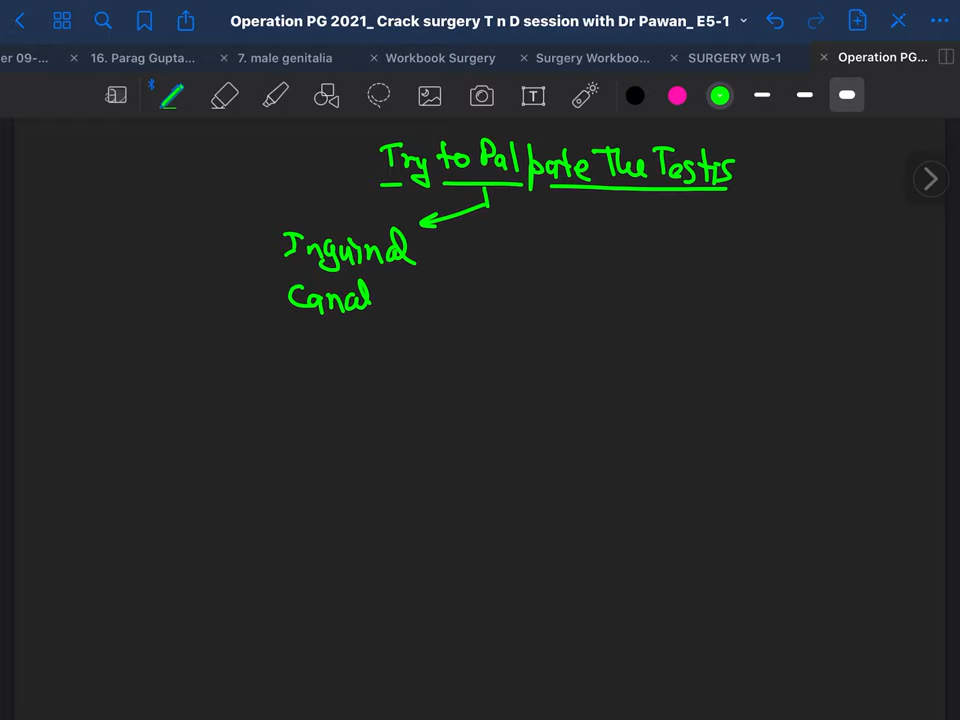 Operation PG 2021_ Crack surgery T n D session with Dr Pawan_ E5-1
er 09-... 16. Parag Gupta... 7. male genitalia Workbook Surgery Surgery Workboo... SURGERY WB-1 Operation PG...
Try to Palpate The Testis
Inguinal
Canal